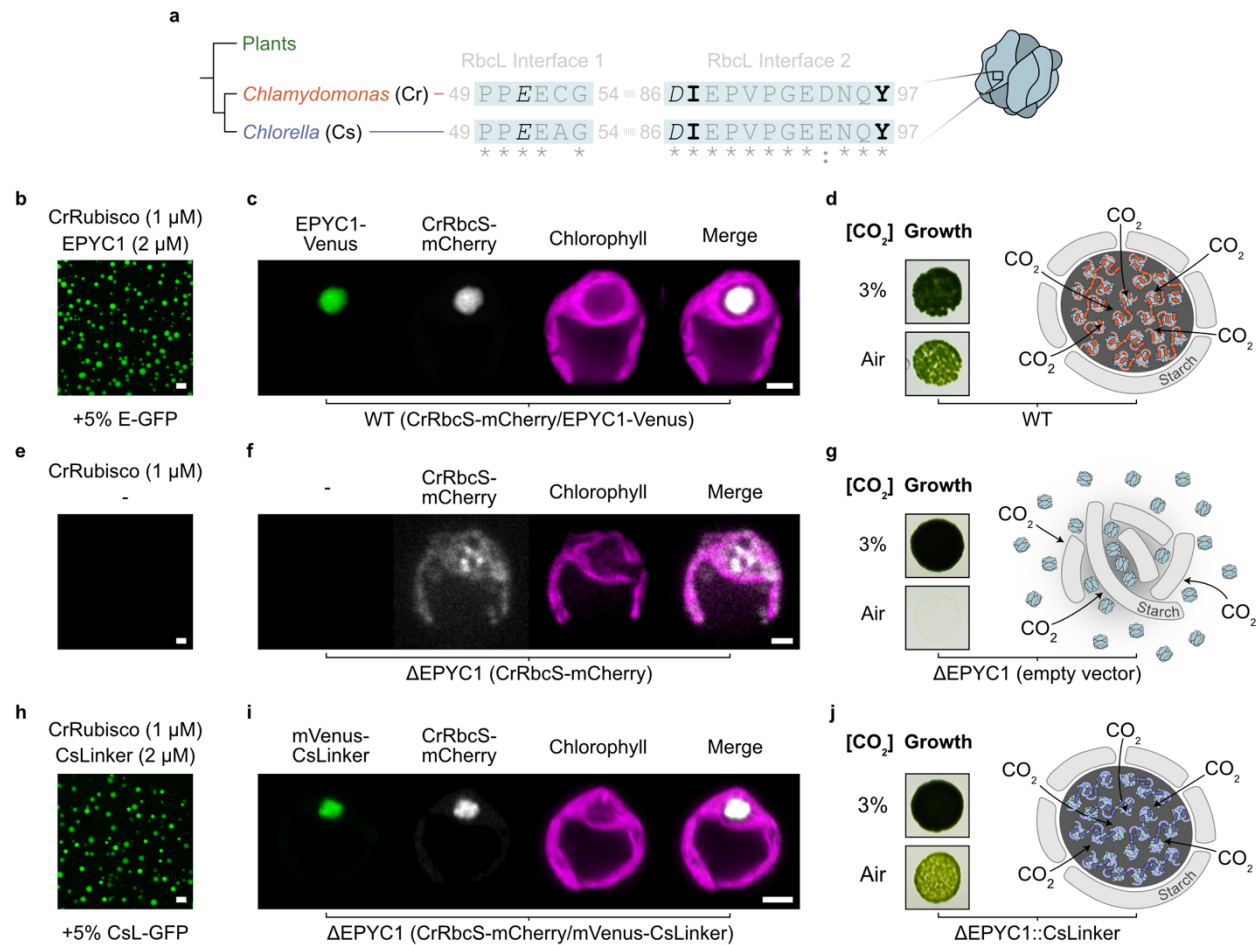 a
Plants
RbcL Interface 1 RbcL Interface 2
Chlamydomonas (Cr) 49 PPEECG 54 86 DIEPVPGEDNQY 97
Chlorella (Cs) 49 PPEEAG 54 86 DIEPVPGEENQY 97
* * * * * * * * * * * * * : * * *
b
CrRubisco (1 µM)
EPYC1 (2 µM)
+5% E-GFP
c
EPYC1-
Venus
CrRbcS-
mCherry
Chlorophyll
Merge
WT (CrRbcS-mCherry/EPYC1-Venus)
d
[CO2] Growth
3%
Air
CO2
CO2
CO2
CO2
CO2
Starch
WT
e
CrRubisco (1 µM)
-
f
-
CrRbcS-
mCherry
Chlorophyll
Merge
ΔEPYC1 (CrRbcS-mCherry)
g
[CO2] Growth
3%
Air
CO2
CO2
CO2
Starch
ΔEPYC1 (empty vector)
h
CrRubisco (1 µM)
CsLinker (2 µM)
+5% CsL-GFP
i
mVenus-
CsLinker
CrRbcS-
mCherry
Chlorophyll
Merge
ΔEPYC1 (CrRbcS-mCherry/mVenus-CsLinker)
j
[CO2] Growth
3%
Air
CO2
CO2
CO2
CO2
CO2
Starch
ΔEPYC1::CsLinker